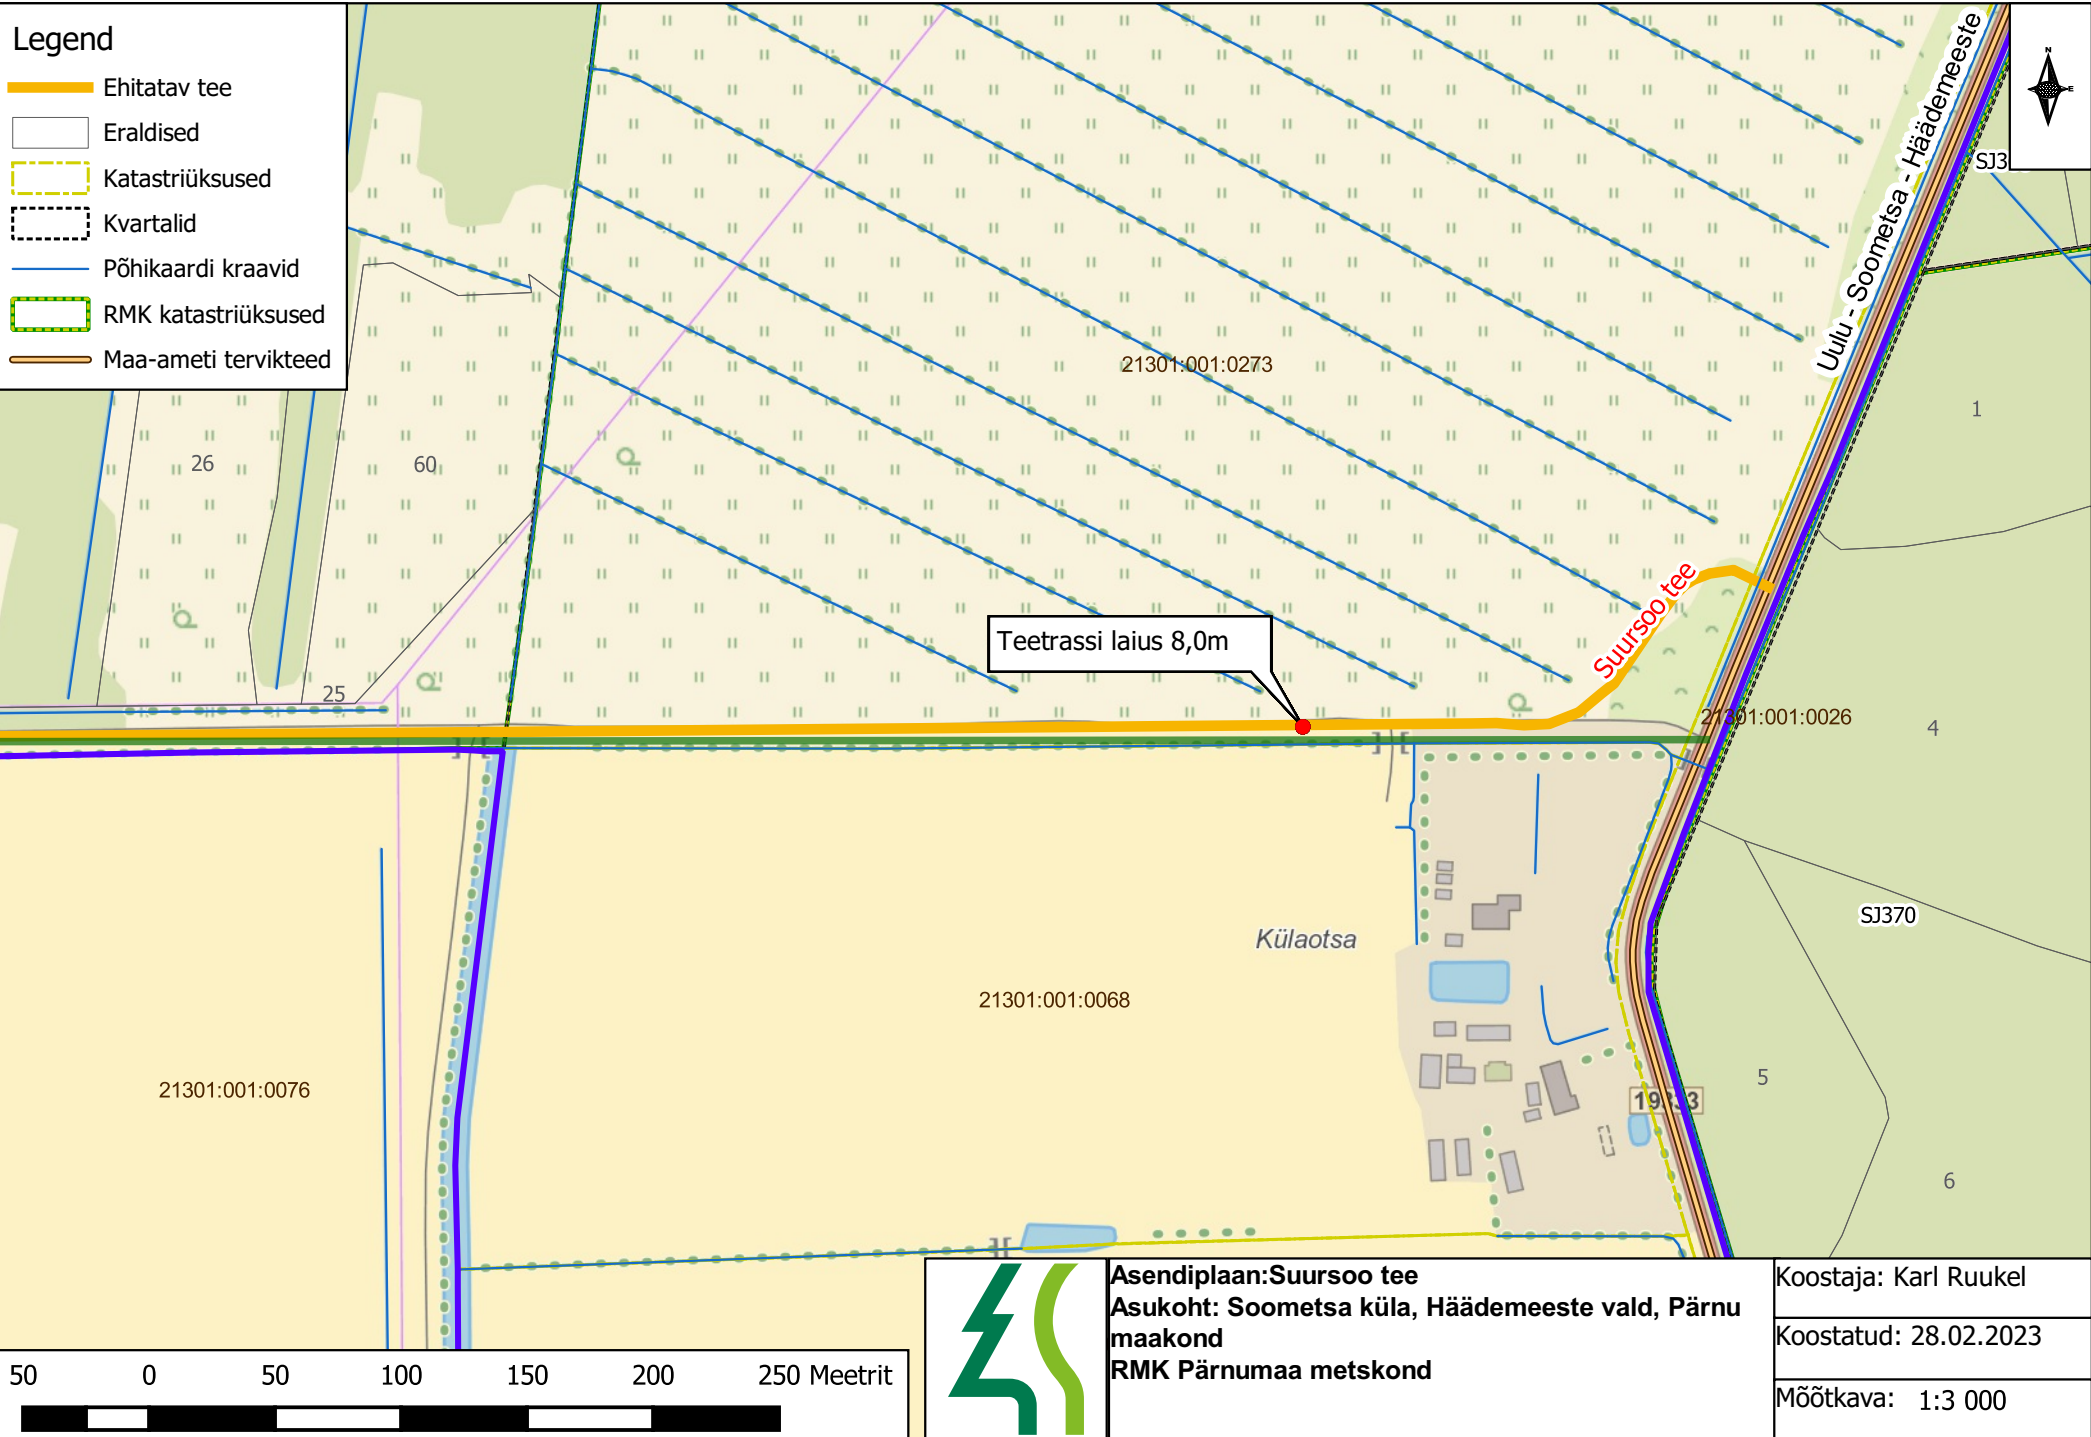 Legend
Ehitatav tee
Eraldised
Katastriüksused
Kvartalid
Põhikaardi kraavid
RMK katastriüksused
Maa-ameti tervikteed
N
E
Uulu - Soometsa - Häädemeeste
21301:001:0273
1
26
60
Suursoo tee
Teetrassi laius 8,0m
25
21301:001:0026
4
SJ370
Külaotsa
21301:001:0068
21301:001:0076
5
6
50 0 50 100 150 200 250 Meetrit
Asendiplaan:Suursoo tee
Asukoht: Soometsa küla, Häädemeeste vald, Pärnu
maakond
RMK Pärnumaa metskond
Koostaja: Karl Ruukel
Koostatud: 28.02.2023
Mõõtkava: 1:3 000